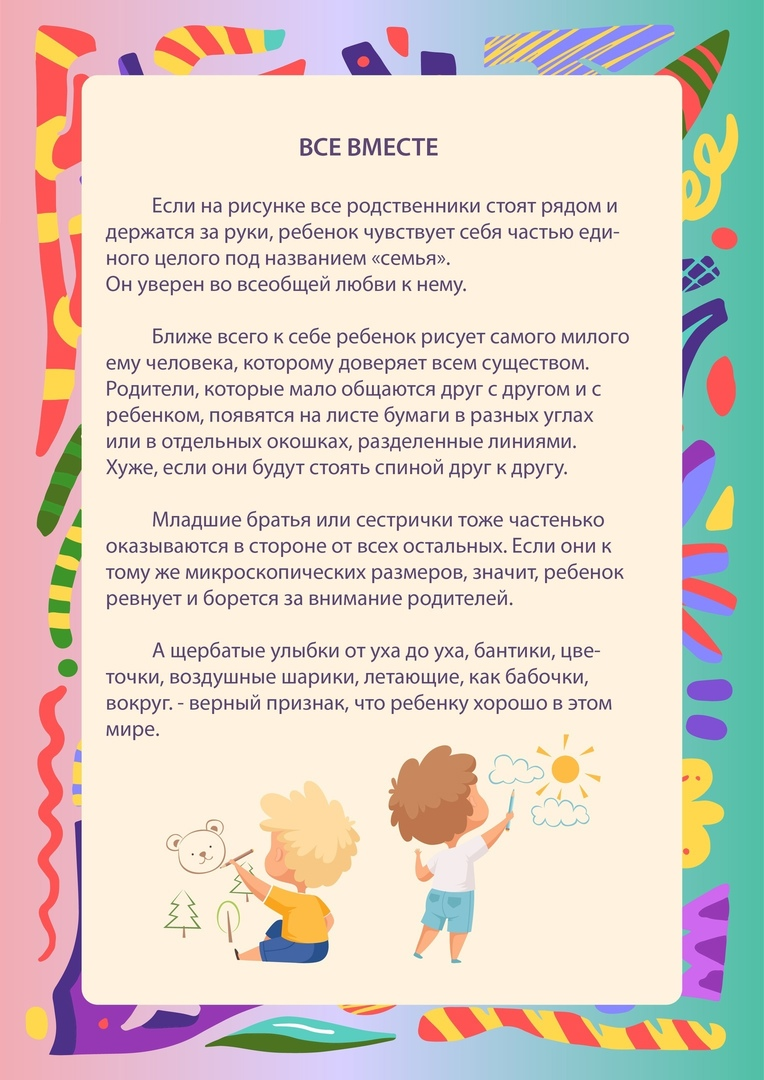 ВСЕ ВМЕСТЕ
Если на рисунке все родственники стоят рядом и
держатся за руки, ребенок чувствует себя частью еди-
ного целого под названием «семья».
Он уверен во всеобщей любви к нему.
Ближе всего к себе ребенок рисует самого милого
ему человека, которому доверяет всем существом.
Родители, которые мало общаются друг с другом и с
ребенком, появятся на листе бумаги в разных углах
или в отдельных окошках, разделенные линиями.
Хуже, если они будут стоять спиной друг к другу.
Младшие братья или сестрички тоже частенько
оказываются в стороне от всех остальных. Если они к
тому же микроскопических размеров, значит, ребенок
ревнует и борется за внимание родителей.
А щербатые улыбки от уха до уха, бантики, цве-
точки, воздушные шарики, летающие, как бабочки,
вокруг. - верный признак, что ребенку хорошо в этом
мире.